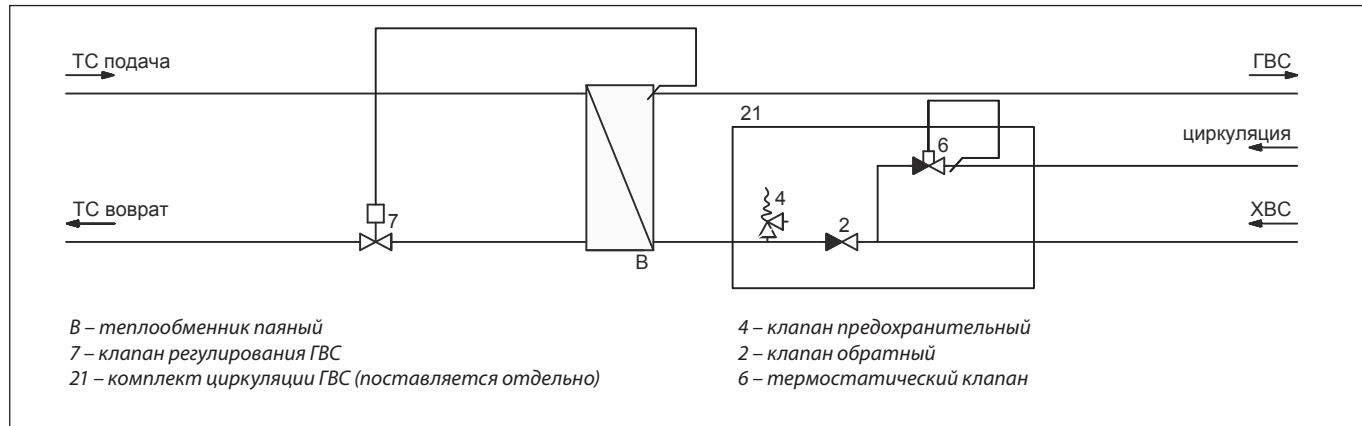 ТС подача
ГВС
21
6
циркуляция
ТС воврат
7
4
2
ХВС
В
В – теплообменник паяный
7 – клапан регулирования ГВС
21 – комплект циркуляции ГВС (поставляется отдельно)
4 – клапан предохранительный
2 – клапан обратный
6 – термостатический клапан